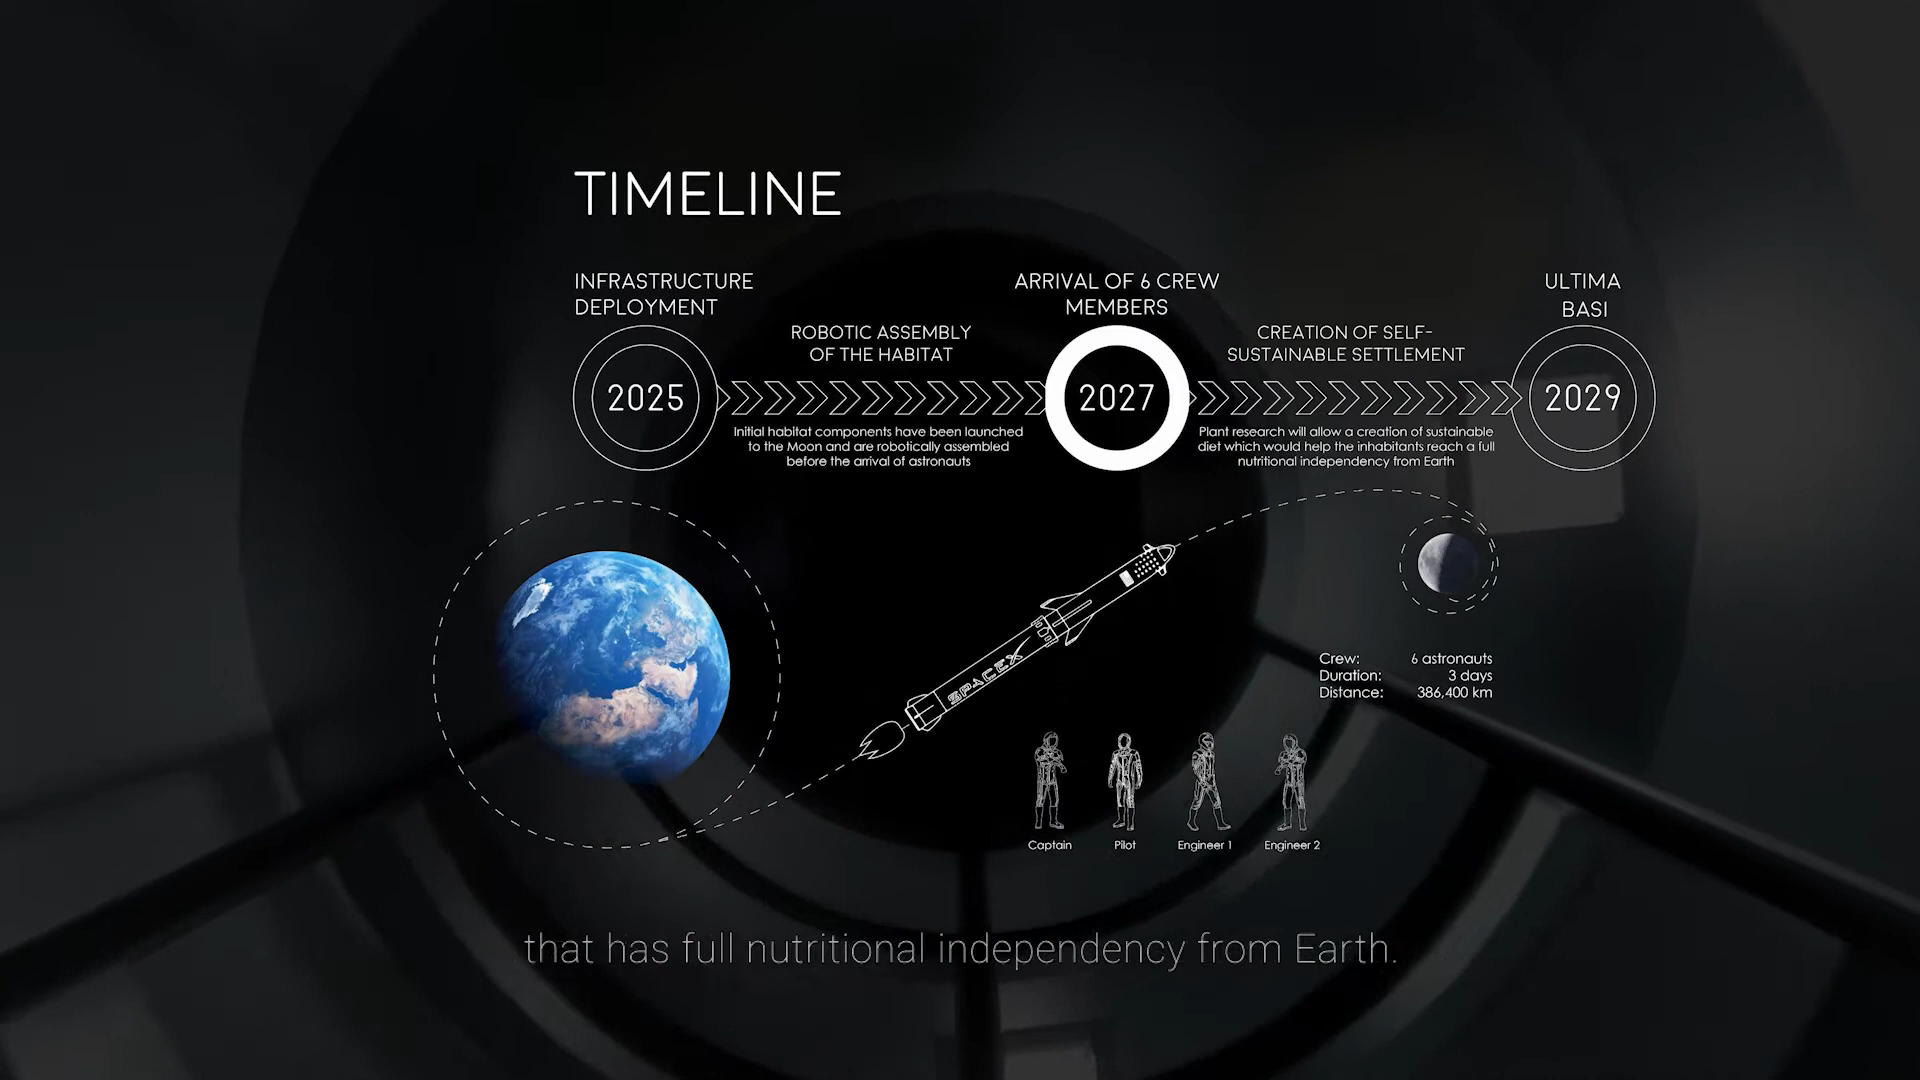 TIMELINE
INFRASTRUCTURE
DEPLOYMENT
2025
ROBOTIC ASSEMBLY
OF THE HABITAT
Initial habitat components have been launched
to the Moon and are robotically assembled
before the arrival of astronauts
ARRIVAL OF 6 CREW
MEMBERS
2027
CREATION OF SELF-
SUSTAINABLE SETTLEMENT
Plant research will allow a creation of sustainable
diet which would help the inhabitants reach a full
nutritional independency from Earth
ULTIMA
BASI
2029
SPACEX
Crew: 6 astronauts
Duration: 3 days
Distance: 386,400 km
Captain
Pilot
Engineer 1
Engineer 2
that has full nutritional independency from Earth.